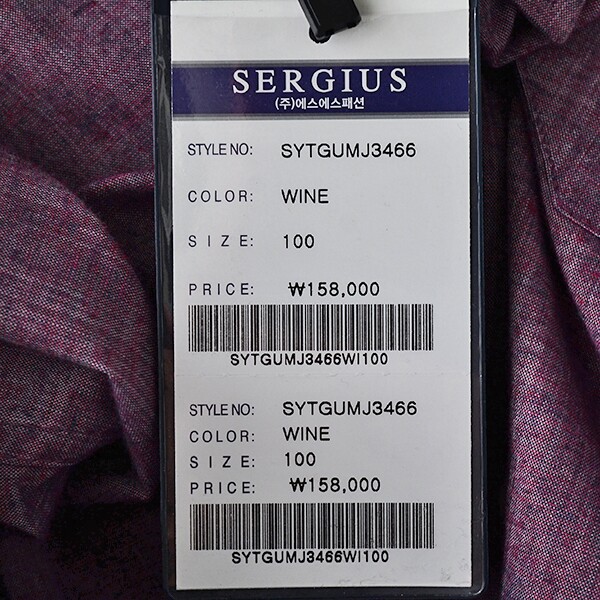 SERGIUS
(주)에스에스패션
STYLE NO: SYTGUMJ3466
COLOR: WINE
SIZE: 100
PRICE: ₩158,000
SYTGUMJ3466WI100
STYLE NO: SYTGUMJ3466
COLOR: WINE
SIZE: 100
PRICE: ₩158,000
SYTGUMJ3466WI100